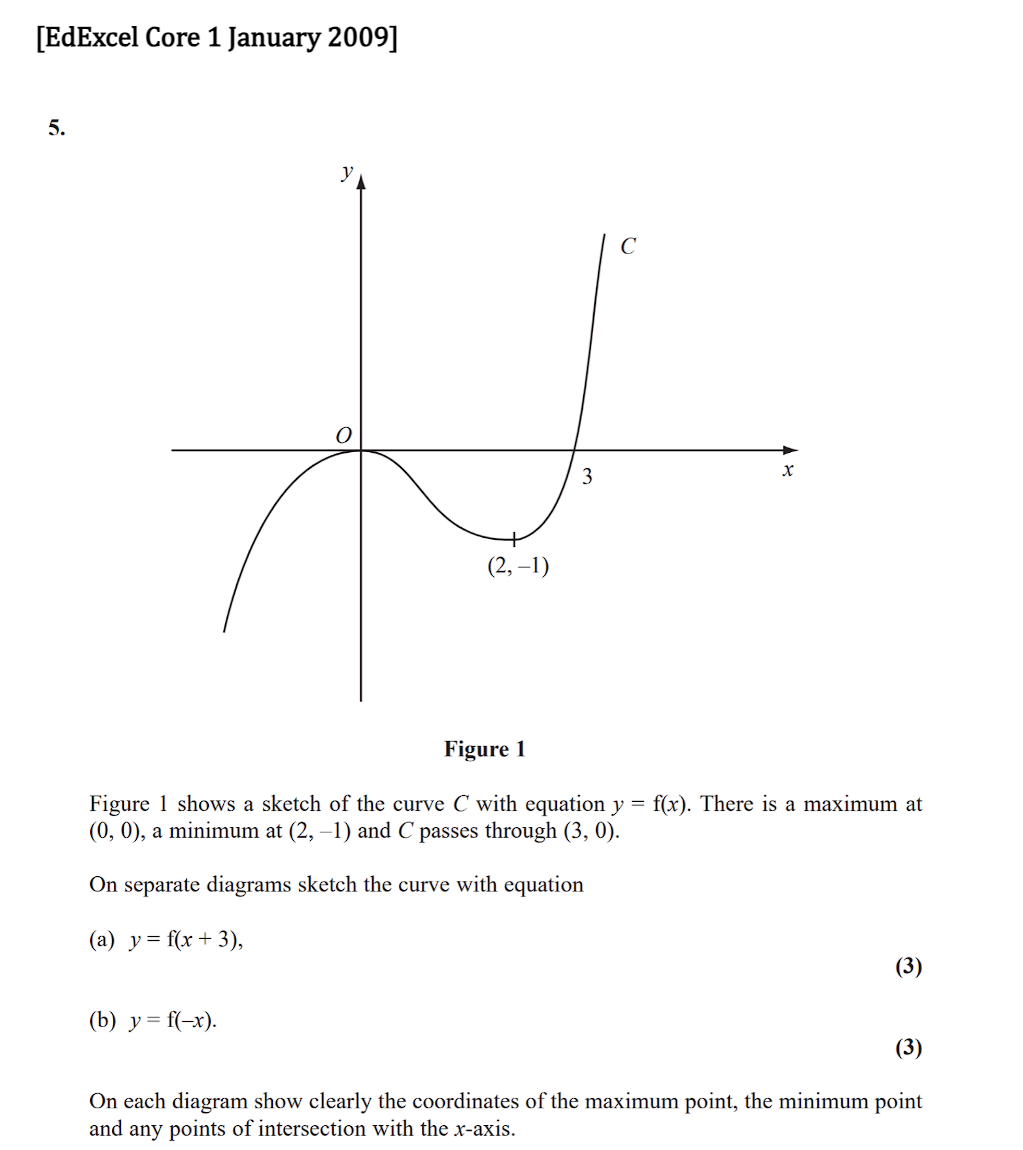 [EdExcel Core 1 January 2009]
5.
y
C
O
3
x
(2, –1)
Figure 1
Figure 1 shows a sketch of the curve C with equation y = f(x). There is a maximum at
(0, 0), a minimum at (2, –1) and C passes through (3, 0).
On separate diagrams sketch the curve with equation
(a) y = f(x + 3),
(3)
(b) y = f(–x).
(3)
On each diagram show clearly the coordinates of the maximum point, the minimum point
and any points of intersection with the x-axis.